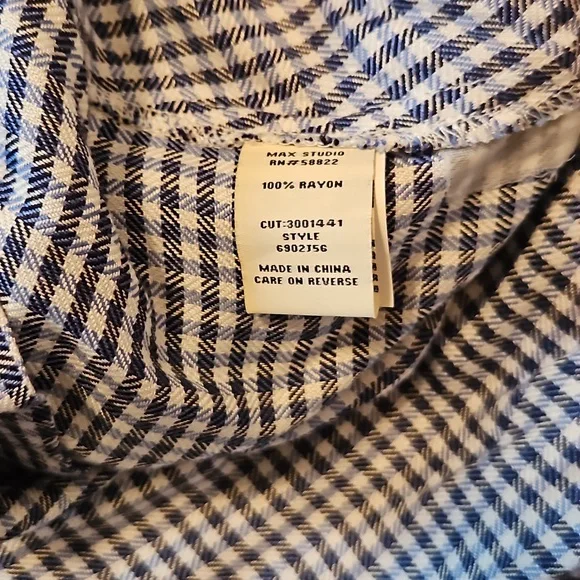 MAX STUDIO
RN#58822
100% RAYON
CUT:3001441
STYLE
6902J56
MADE IN CHINA
CARE ON REVERSE